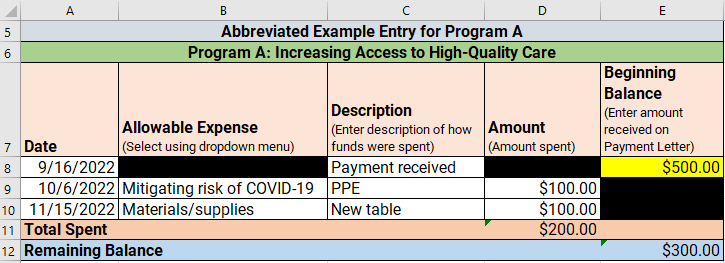 A B C D E
5 Abbreviated Example Entry for Program A
6 Program A: Increasing Access to High-Quality Care
Beginning
Balance
Description (Enter amount
Allowable Expense (Enter description of how Amount received on
7 Date (Select using dropdown menu) funds were spent) (Amount spent) Payment Letter)
8 9/16/2022 Payment received $500.00
9 10/6/2022 Mitigating risk of COVID-19 PPE $100.00
10 11/15/2022 Materials/supplies New table $100.00
11 Total Spent $200.00
12 Remaining Balance $300.00